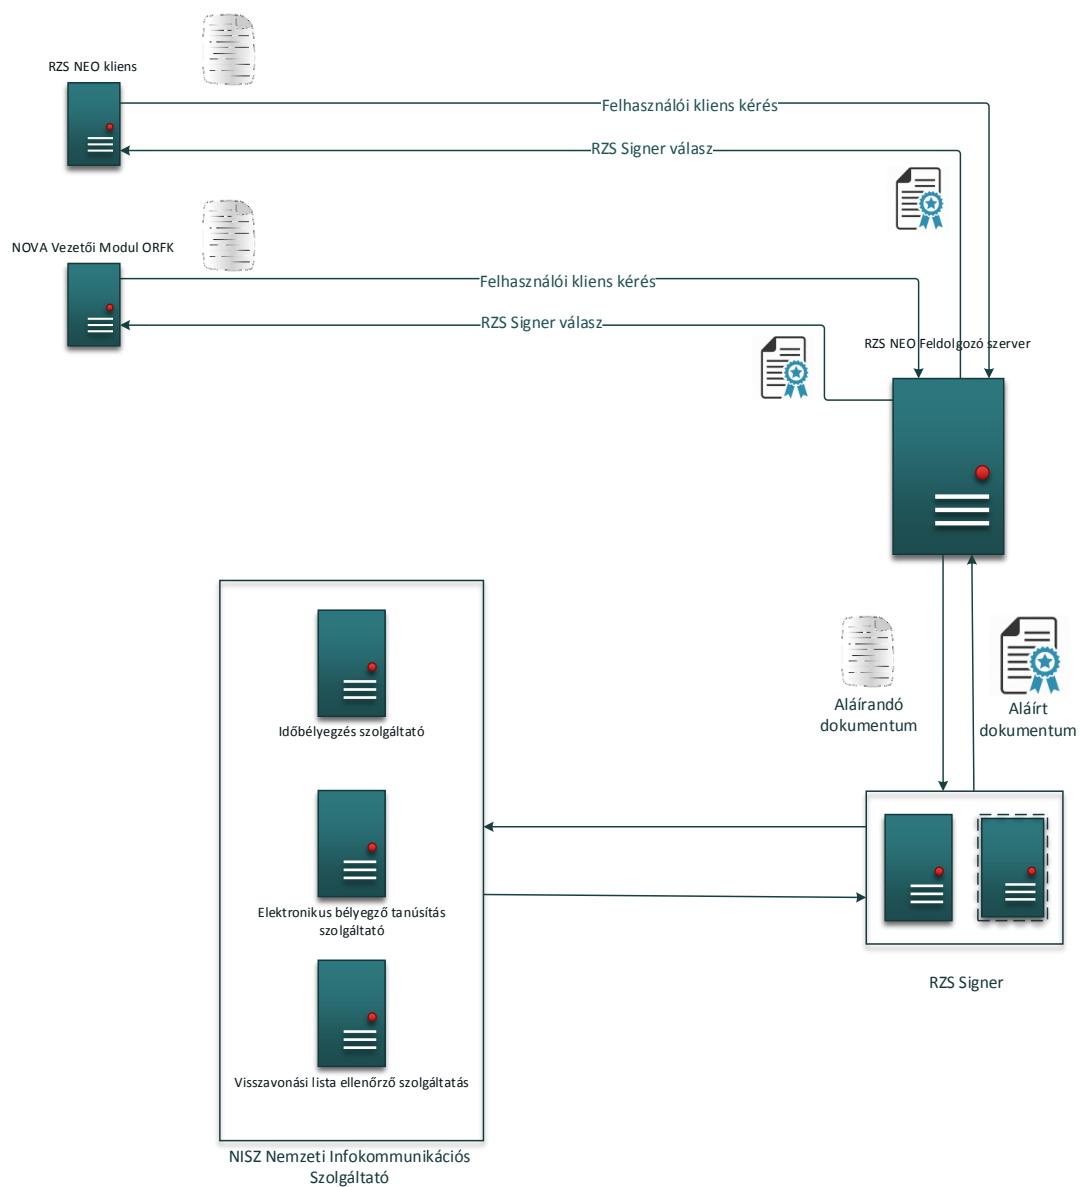 RZS NEO kliens
Felhasználói kliens kérés
RZS Signer válasz
NOVA Vezetői Modul ORFK
Felhasználói kliens kérés
RZS Signer válasz
RZS NEO Feldolgozó szerver
Aláírandó
dokumentum
Aláírt
dokumentum
Időbélyegzés szolgáltató
Elektronikus bélyegző tanúsítás
szolgáltató
RZS Signer
Visszavonási lista ellenőrző szolgáltatás
NISZ Nemzeti Infokommunikációs
Szolgáltató